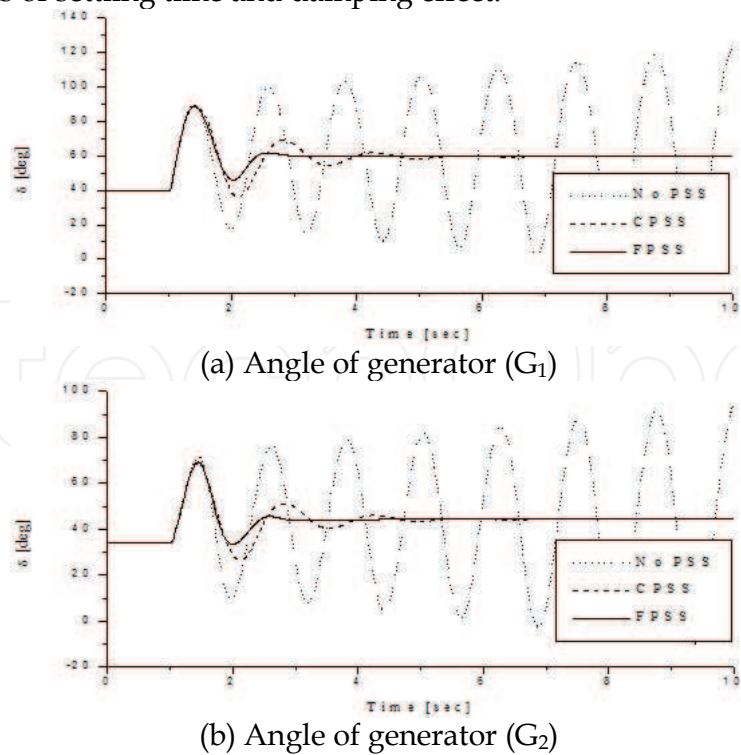 of settling time and damping effect.
140
120
100
80
60
40
20
0
-20
δ [deg]
No PSS
CPSS
FPSS
0 2 4 6 8 10
Time [sec]
(a) Angle of generator (G₁)
100
80
60
40
20
0
-20
δ [deg]
No PSS
CPSS
FPSS
0 2 4 6 8 10
Time [sec]
(b) Angle of generator (G₂)